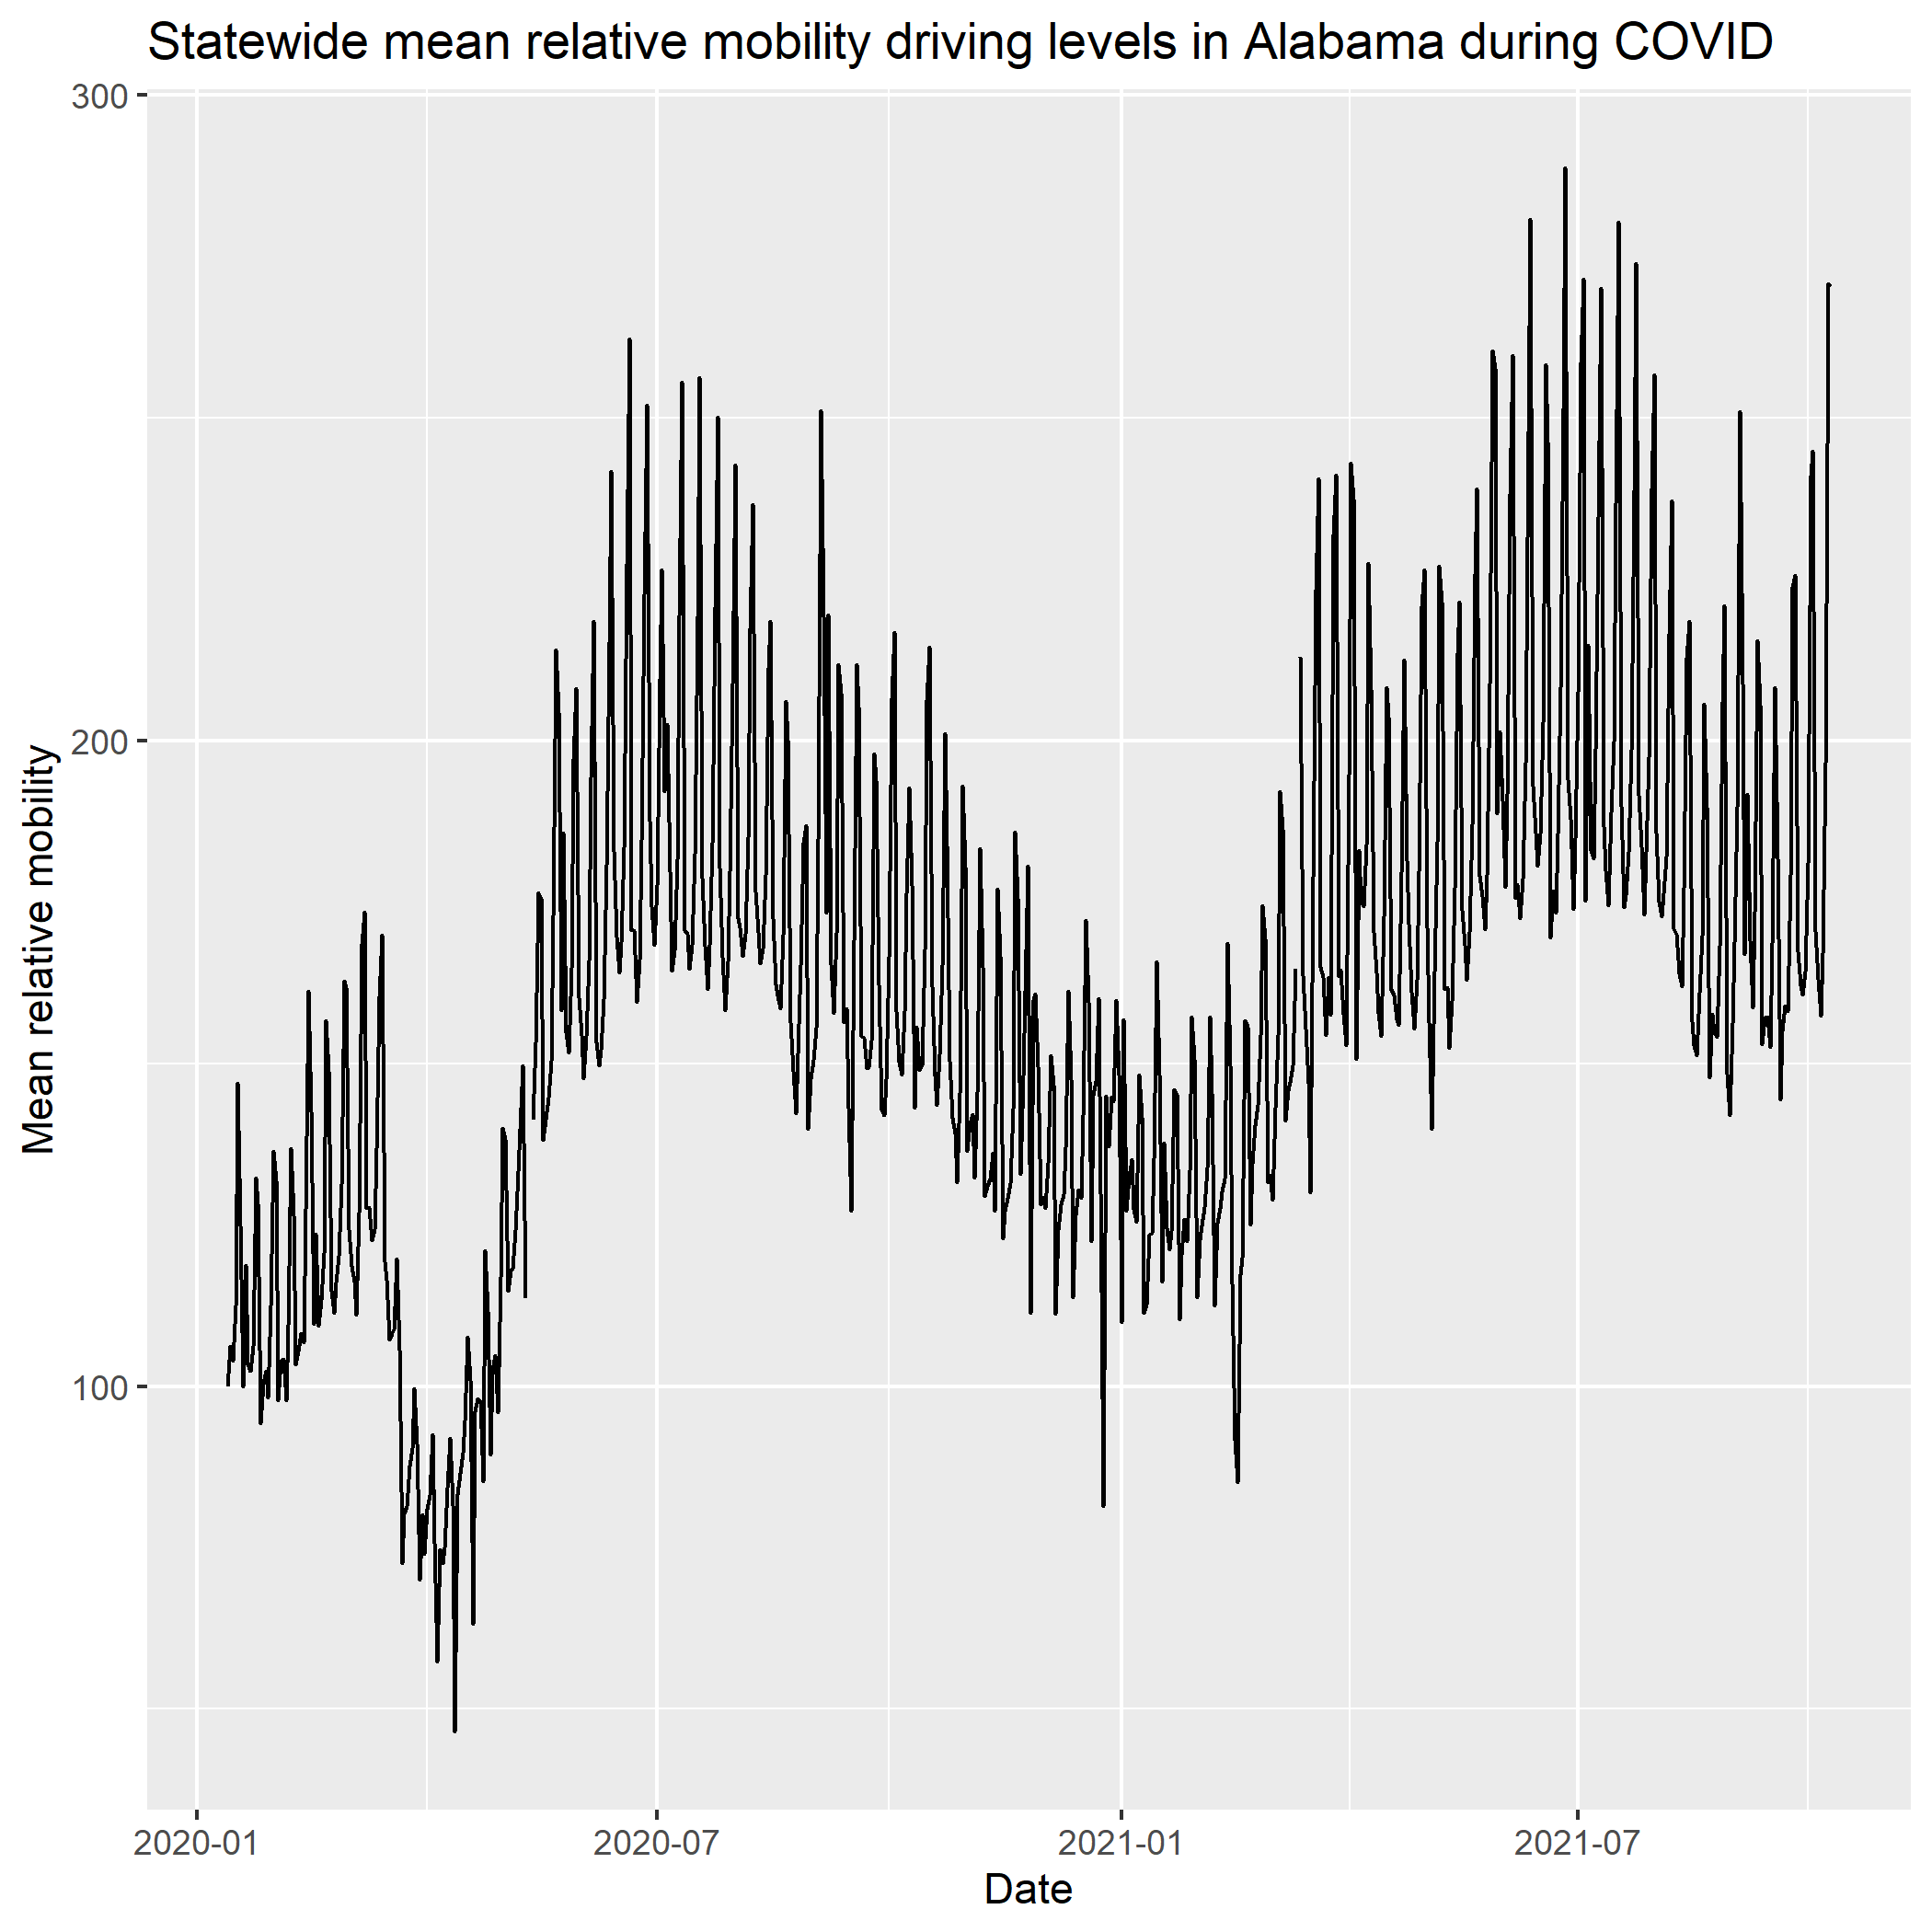 Statewide mean relative mobility driving levels in Alabama during COVID
300
200
100
Mean relative mobility
2020-01
2020-07
2021-01
2021-07
Date